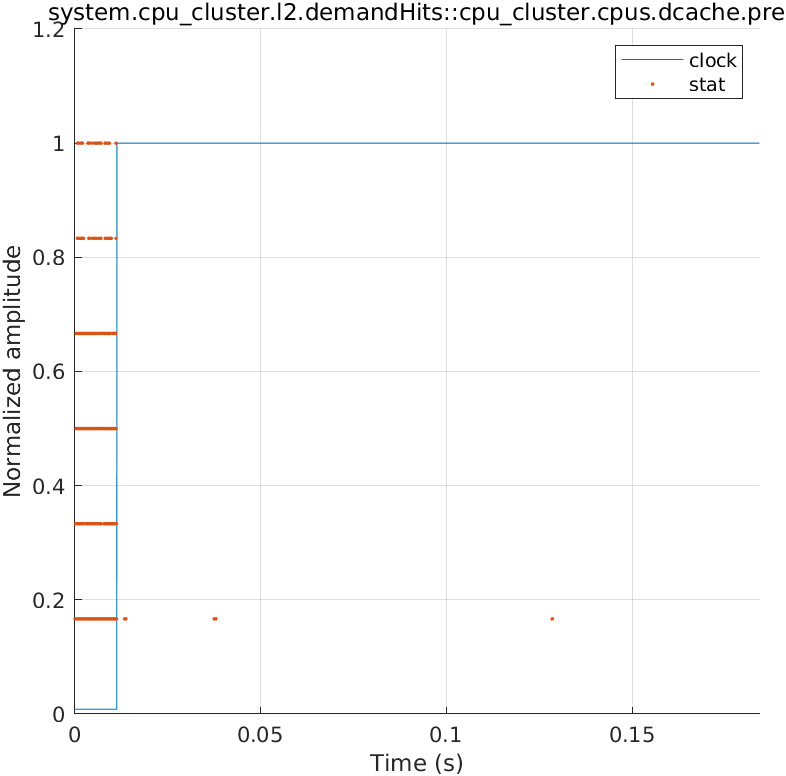 system.cpu_cluster.l2.demandHits::cpu_cluster.cpus.dcache.pre
clock
stat
1.2
1
0.8
0.6
0.4
0.2
0
Normalized amplitude
0
0.05
0.1
0.15
Time (s)